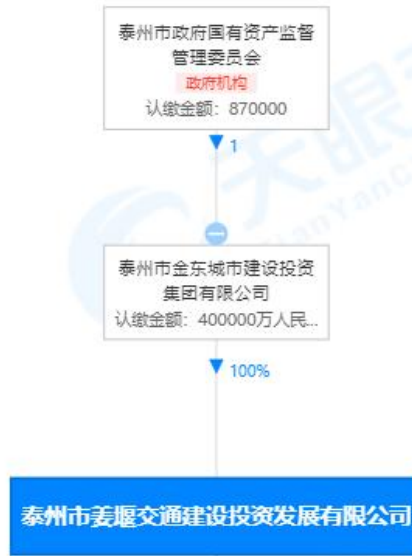 泰州市政府国有资产监督
管理委员会
政府机构
认缴金额：870000
1
泰州市金东城市建设投资
集团有限公司
认缴金额：400000万人民...
100%
泰州市姜堰交通建设投资发展有限公司